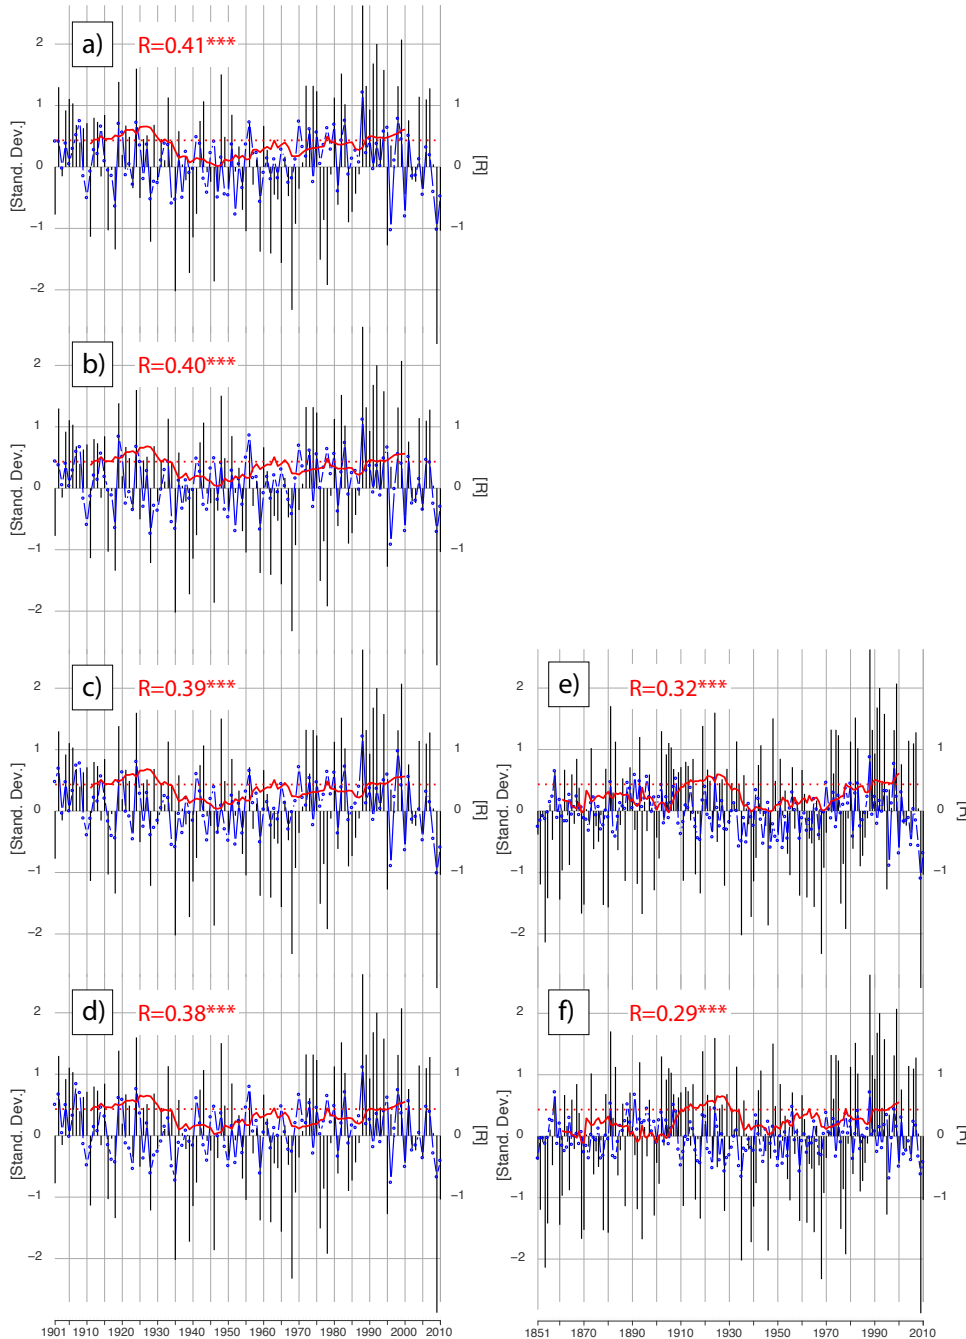 a) R=0.41***
2
1
0
−1
−2
[Stand. Dev.]
1
0
−1
[R]
b) R=0.40***
2
1
0
−1
−2
[Stand. Dev.]
1
0
−1
[R]
c) R=0.39***
2
1
0
−1
−2
[Stand. Dev.]
1
0
−1
[R]
e) R=0.32***
2
1
0
−1
−2
[Stand. Dev.]
1
0
−1
d) R=0.38***
2
1
0
−1
−2
[Stand. Dev.]
1
0
−1
[R]
1901 1910 1920 1930 1940 1950 1960 1970 1980 1990 2000 2010
f) R=0.29***
2
1
0
−1
−2
[Stand. Dev.]
1
0
−1
1851 1870 1890 1910 1930 1950 1970 1990 2010